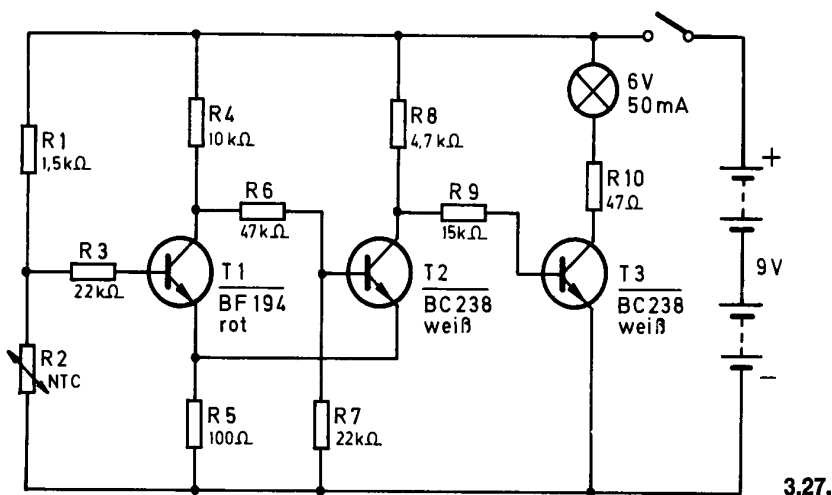 6V
50mA
R4
10kΩ
R8
4,7kΩ
R1
1,5kΩ
+
R10
47Ω
R6
47kΩ
R9
15kΩ
R3
22kΩ
T1
BF194
rot
T2
BC238
weiß
T3
BC238
weiß
9V
R2
NTC
−
R5
100Ω
R7
22kΩ
3.27.